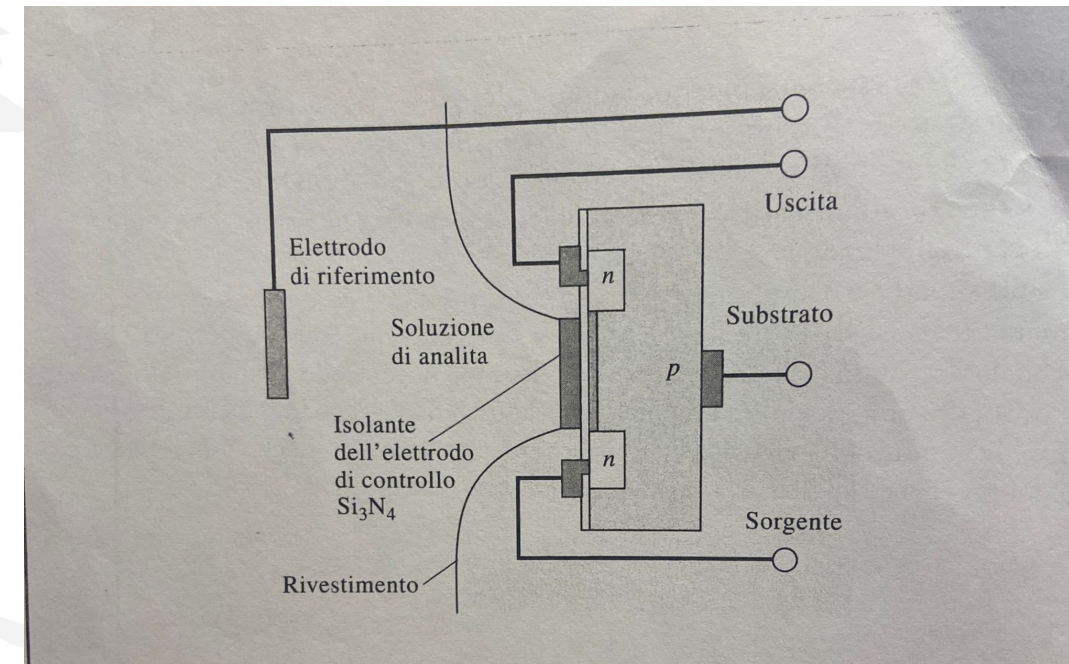 Uscita
Elettrodo
di riferimento
n
Soluzione
di analita
Substrato
p
Isolante
dell'elettrodo
di controllo
Si₃N₄
n
Sorgente
Rivestimento